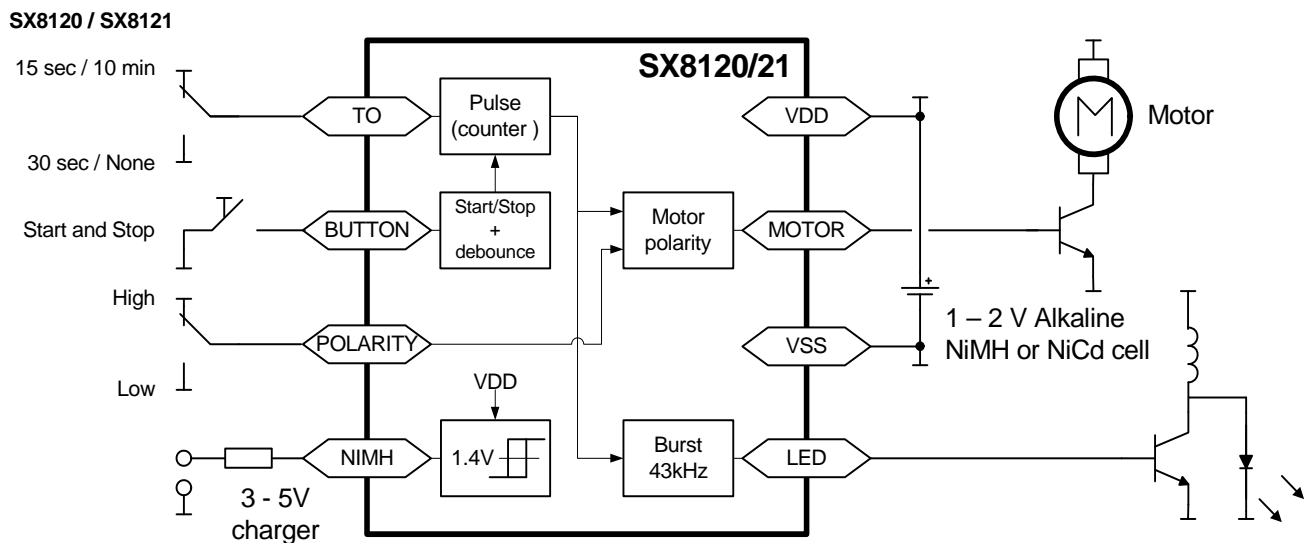 SX8120 / SX8121
SX8120/21
15 sec / 10 min
30 sec / None
TO
Pulse
(counter )
VDD
Motor
Start and Stop
BUTTON
Start/Stop
+
debounce
Motor
polarity
MOTOR
High
Low
POLARITY
VSS
+
1 – 2 V Alkaline
NiMH or NiCd cell
VDD
NIMH
1.4V
Burst
43kHz
LED
3 - 5V
charger
M